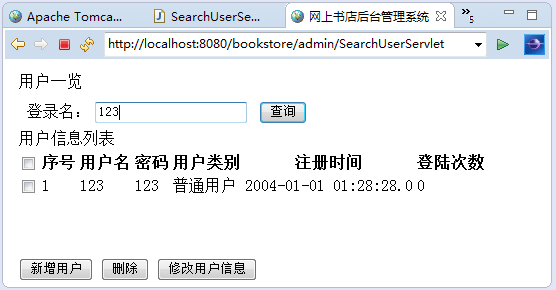 Apache Tomca... SearchUserSe... 网上书店后台管理系统 »5
http://localhost:8080/bookstore/admin/SearchUserServlet
用户一览
登录名： 123 查询
用户信息列表
序号 用户名 密码 用户类别 注册时间 登陆次数
1 123 123 普通用户 2004-01-01 01:28:28.0 0
新增用户 删除 修改用户信息